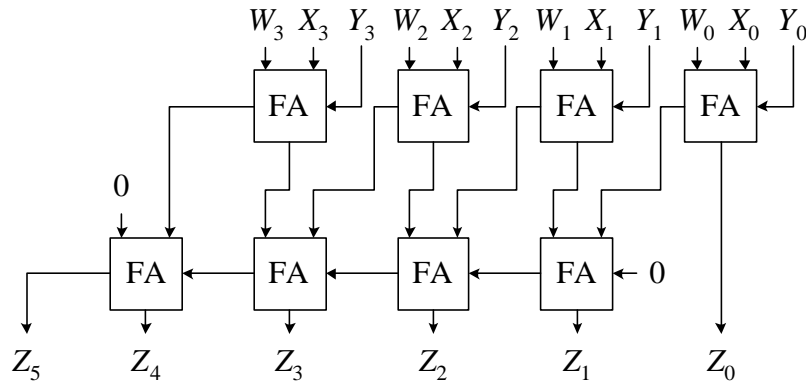 W₃ X₃ Y₃ W₂ X₂ Y₂ W₁ X₁ Y₁ W₀ X₀ Y₀
FA FA FA FA
0
FA FA FA FA 0
Z₅ Z₄ Z₃ Z₂ Z₁ Z₀